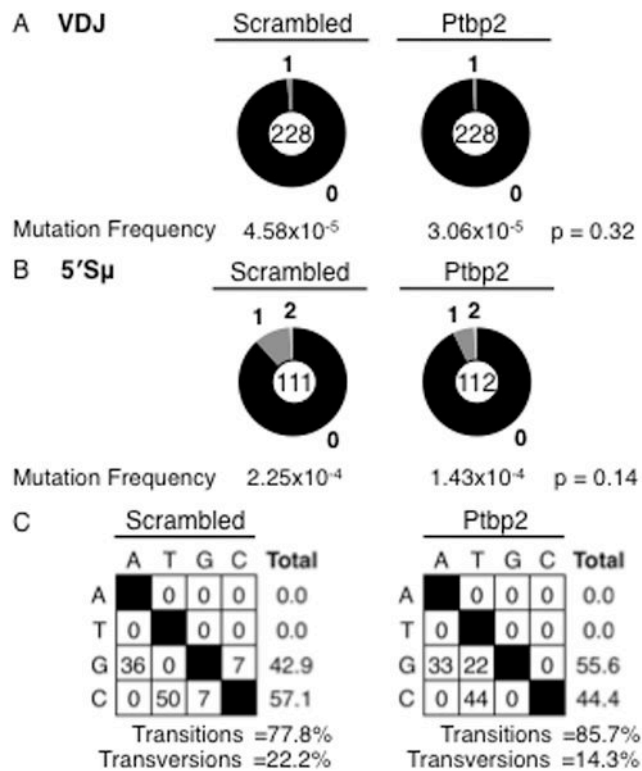 A VDJ Scrambled Ptbp2
1 1
228 228
0 0
Mutation Frequency 4.58x10⁻⁵ 3.06x10⁻⁵ p = 0.32
B 5′Sμ Scrambled Ptbp2
1 2 1 2
111 112
0 0
Mutation Frequency 2.25x10⁻⁴ 1.43x10⁻⁴ p = 0.14
C Scrambled Ptbp2
A T G C Total A T G C Total
A 0 0 0 0.0 A 0 0 0 0.0
T 0 0 0 0.0 T 0 0 0 0.0
G 36 0 7 42.9 G 33 22 0 55.6
C 0 50 7 57.1 C 0 44 0 44.4
Transitions =77.8% Transitions =85.7%
Transversions =22.2% Transversions =14.3%